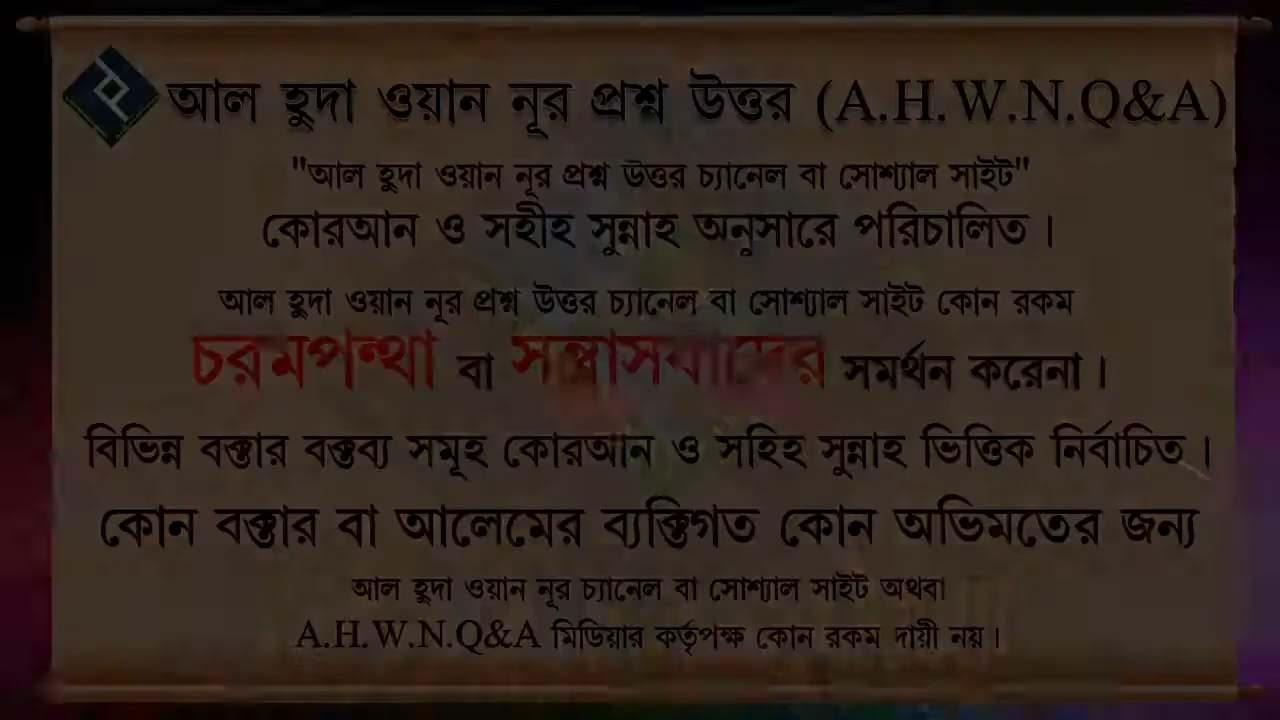 আল হুদা ওয়ান নূর প্রশ্ন উত্তর (A.H.W.N.Q&A)
"আল হুদা ওয়ান নূর প্রশ্ন উত্তর চ্যানেল বা সোশ্যাল সাইট"
কোরআন ও সহীহ সুন্নাহ অনুসারে পরিচালিত।
আল হুদা ওয়ান নূর প্রশ্ন উত্তর চ্যানেল বা সোশ্যাল সাইট কোন রকম
চরমপন্থা বা সন্ত্রাসবাদের সমর্থন করেনা।
বিভিন্ন বক্তার বক্তব্য সমূহ কোরআন ও সহিহ সুন্নাহ ভিত্তিক নির্বাচিত।
কোন বক্তার বা আলেমের ব্যক্তিগত কোন অভিমতের জন্য
আল হুদা ওয়ান নূর চ্যানেল বা সোশ্যাল সাইট অথবা
A.H.W.N.Q&A মিডিয়ার কর্তৃপক্ষ কোন রকম দায়ী নয়।